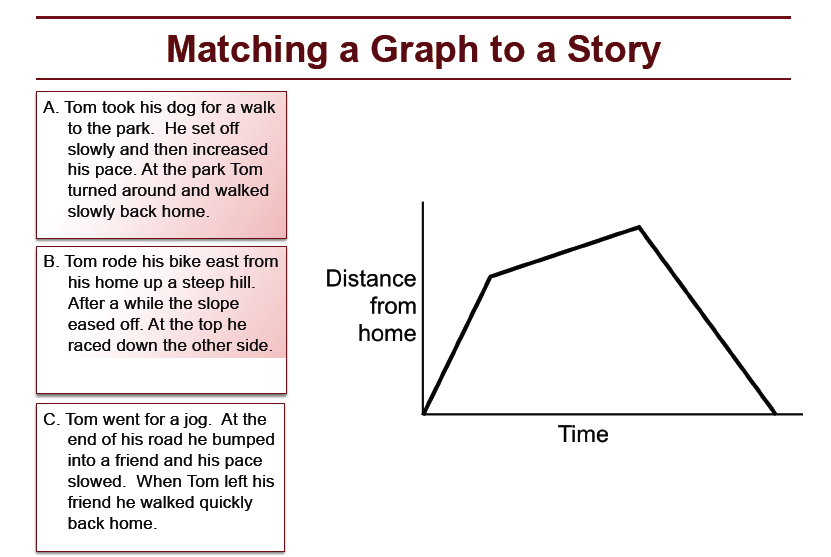 Matching a Graph to a Story
A. Tom took his dog for a walk
to the park.  He set off
slowly and then increased
his pace. At the park Tom
turned around and walked
slowly back home.
B. Tom rode his bike east from
his home up a steep hill.
After a while the slope
eased off. At the top he
raced down the other side.
C. Tom went for a jog.  At the
end of his road he bumped
into a friend and his pace
slowed.  When Tom left his
friend he walked quickly
back home.
Distance
from
home
Time